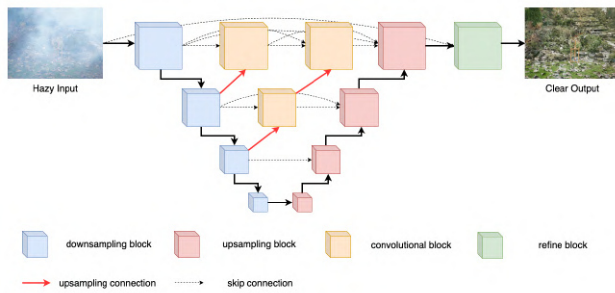 Hazy Input
Clear Output
downsampling block
upsampling block
convolutional block
refine block
upsampling connection
skip connection